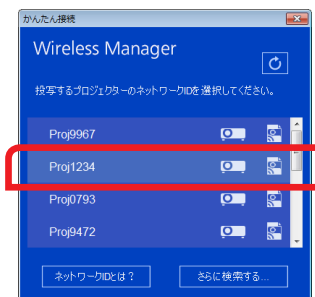 かんたん接続
Wireless Manager
投写するプロジェクターのネットワークIDを選択してください。
Proj9967
Proj1234
Proj0793
Proj9472
ネットワークIDとは？
さらに検索する...